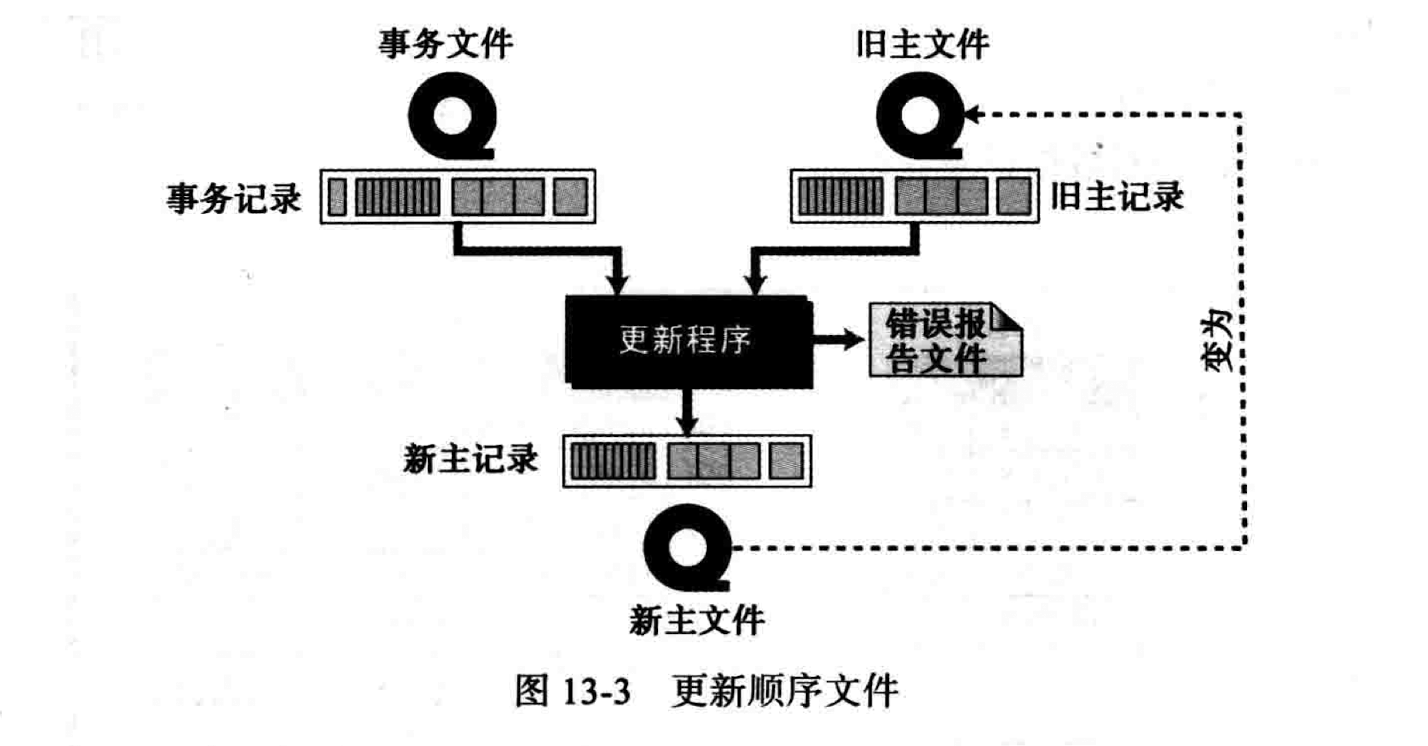 事务文件
旧主文件
事务记录
旧主记录
更新程序
错误报
告文件
变为
新主记录
新主文件
图 13-3 更新顺序文件